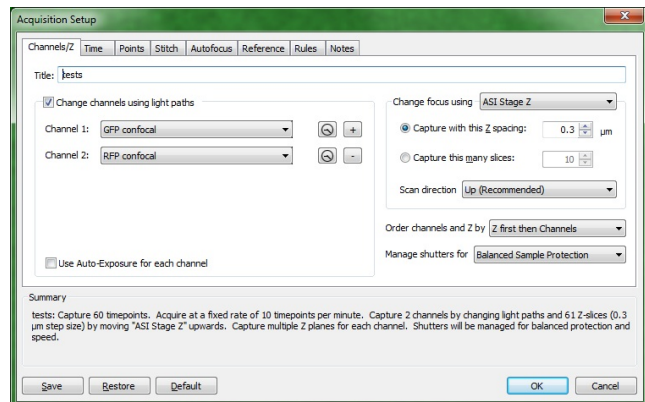 Acquisition Setup
Channels/Z Time Points Stitch Autofocus Reference Rules Notes
Title: tests
Change channels using light paths
Channel 1: GFP confocal +
Channel 2: RFP confocal -
Use Auto-Exposure for each channel
Change focus using ASI Stage Z
Capture with this Z spacing: 0.3 µm
Capture this many slices: 10
Scan direction Up (Recommended)
Order channels and Z by Z first then Channels
Manage shutters for Balanced Sample Protection
Summary
tests: Capture 60 timepoints. Acquire at a fixed rate of 10 timepoints per minute. Capture 2 channels by changing light paths and 61 Z-slices (0.3
µm step size) by moving "ASI Stage Z" upwards. Capture multiple Z planes for each channel. Shutters will be managed for balanced protection and
speed.
Save Restore Default OK Cancel